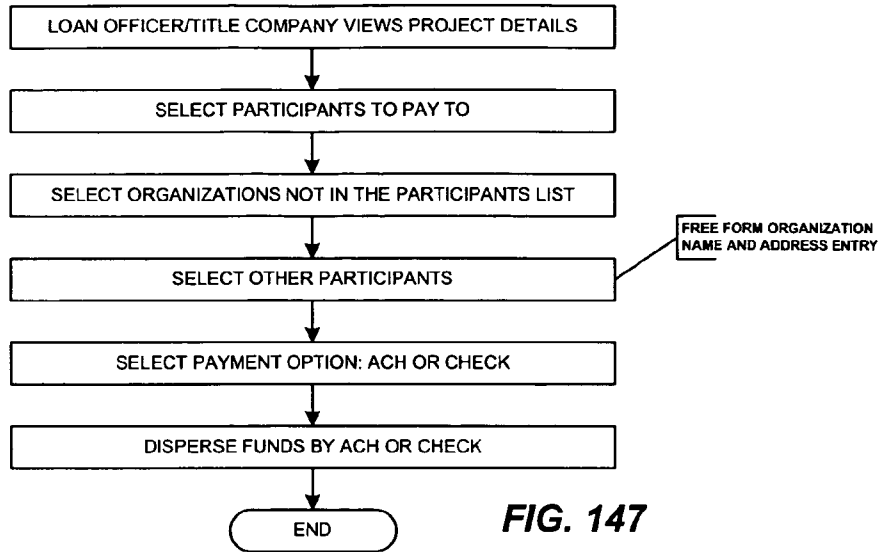 LOAN OFFICER/TITLE COMPANY VIEWS PROJECT DETAILS
SELECT PARTICIPANTS TO PAY TO
SELECT ORGANIZATIONS NOT IN THE PARTICIPANTS LIST
FREE FORM ORGANIZATION
NAME AND ADDRESS ENTRY
SELECT OTHER PARTICIPANTS
SELECT PAYMENT OPTION: ACH OR CHECK
DISPERSE FUNDS BY ACH OR CHECK
END
FIG. 147